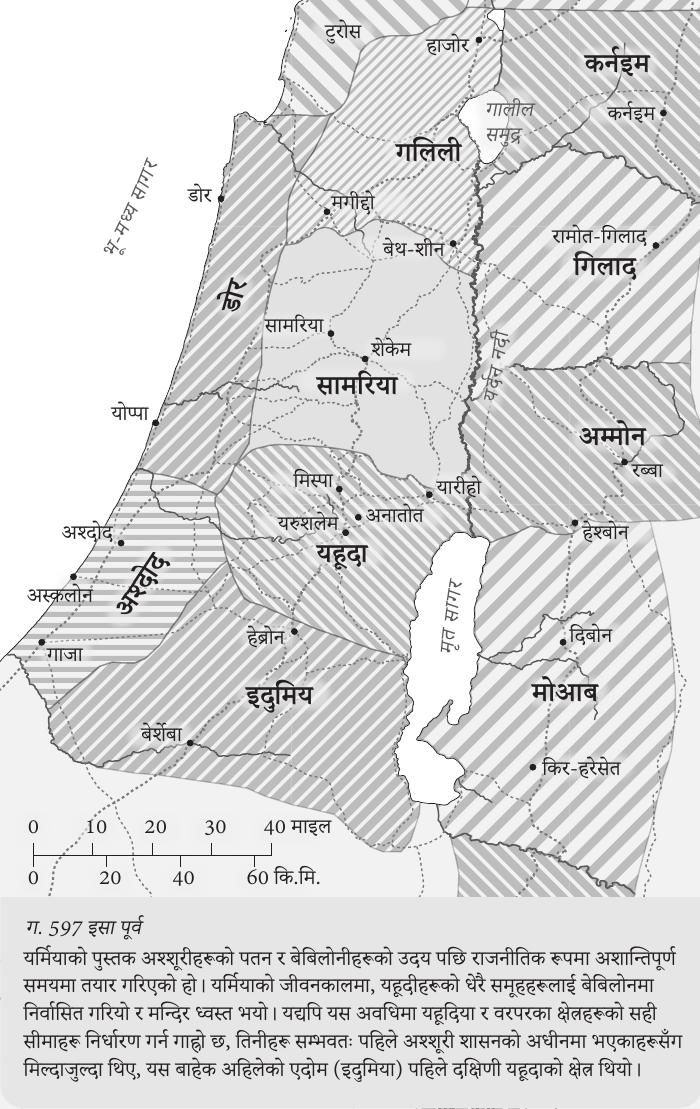 टुरोस
हाजोर
कर्नइम
कर्नइम
गालील
समुद्र
गलिली
भू-मध्य सागर
डोर
मगीद्दो
बेथ-शीन
रामोत-गिलाद
गिलाद
डोर
सामरिया
शेकेम
सामरिया
यर्दन नदी
योप्पा
अम्मोन
रब्बा
मिस्पा
यारीहो
अनातोत
यरुशलेम
यहूदा
हेश्बोन
अश्दोद
अश्दोद
अस्कलोन
मृत सागर
गाजा
हेब्रोन
दिबोन
इदुमिय
मोआब
बेर्शेबा
किर-हरेसेत
0 10 20 30 40 माइल
0 20 40 60 कि.मि.
ग. 597 इसा पूर्व
यर्मियाको पुस्तक अश्शूरीहरूको पतन र बेबिलोनीहरूको उदय पछि राजनीतिक रूपमा अशान्तिपूर्ण
समयमा तयार गरिएको हो। यर्मियाको जीवनकालमा, यहूदीहरूको धेरै समूहहरूलाई बेबिलोनमा
निर्वासित गरियो र मन्दिर ध्वस्त भयो। यद्यपि यस अवधिमा यहूदिया र वरपरका क्षेत्रहरूको सही
सीमाहरू निर्धारण गर्न गाह्रो छ, तिनीहरू सम्भवतः पहिले अश्शूरी शासनको अधीनमा भएकाहरूसँग
मिल्दाजुल्दा थिए, यस बाहेक अहिलेको एदोम (इदुमिया) पहिले दक्षिणी यहूदाको क्षेत्र थियो।